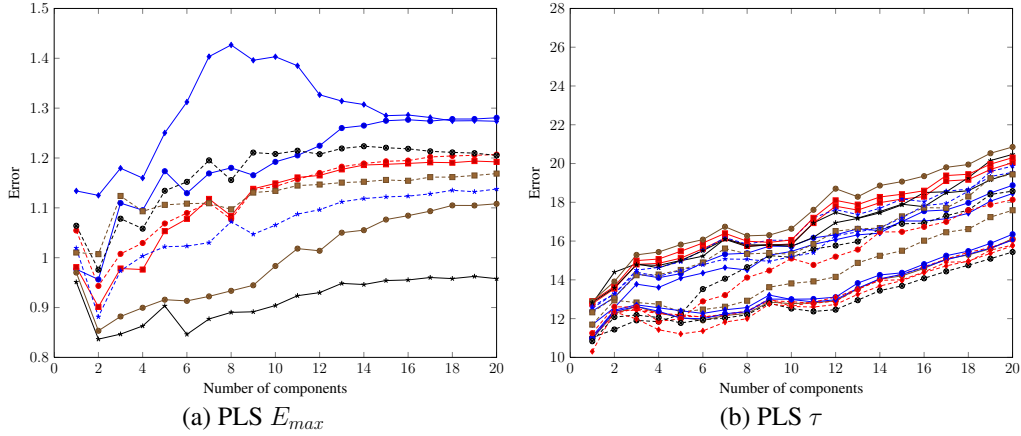 1.5
1.4
1.3
1.2
1.1
1
0.9
0.8
Error
0 2 4 6 8 10 12 14 16 18 20
Number of components
(a) PLS E_max
28
26
24
22
20
18
16
14
12
10
Error
0 2 4 6 8 10 12 14 16 18 20
Number of components
(b) PLS τ